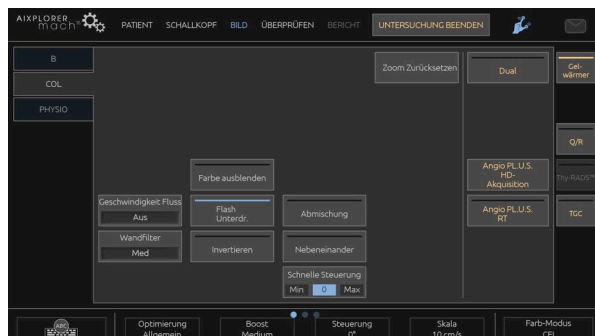 AIXPLORER
mach
PATIENT SCHALLKOPF BILD ÜBERPRÜFEN BERICHT UNTERSUCHUNG BEENDEN
B
COL
PHYSIO
Zoom Zurücksetzen
Dual
Gel-
wärmer
Q/R
Farbe ausblenden
Angio PL.U.S.
HD-
Akquisition
Thy-RADS™
Geschwindigkeit Fluss
Aus
Flash
Unterdr.
Abmischung
Angio PL.U.S.
RT
TGC
Wandfilter
Med
Invertieren
Nebeneinander
Schnelle Steuerung
Min 0 Max
ABC
Optimierung
Allgemein
Boost
Medium
Steuerung
0°
Skala
10 cm/s
Farb-Modus
CFI